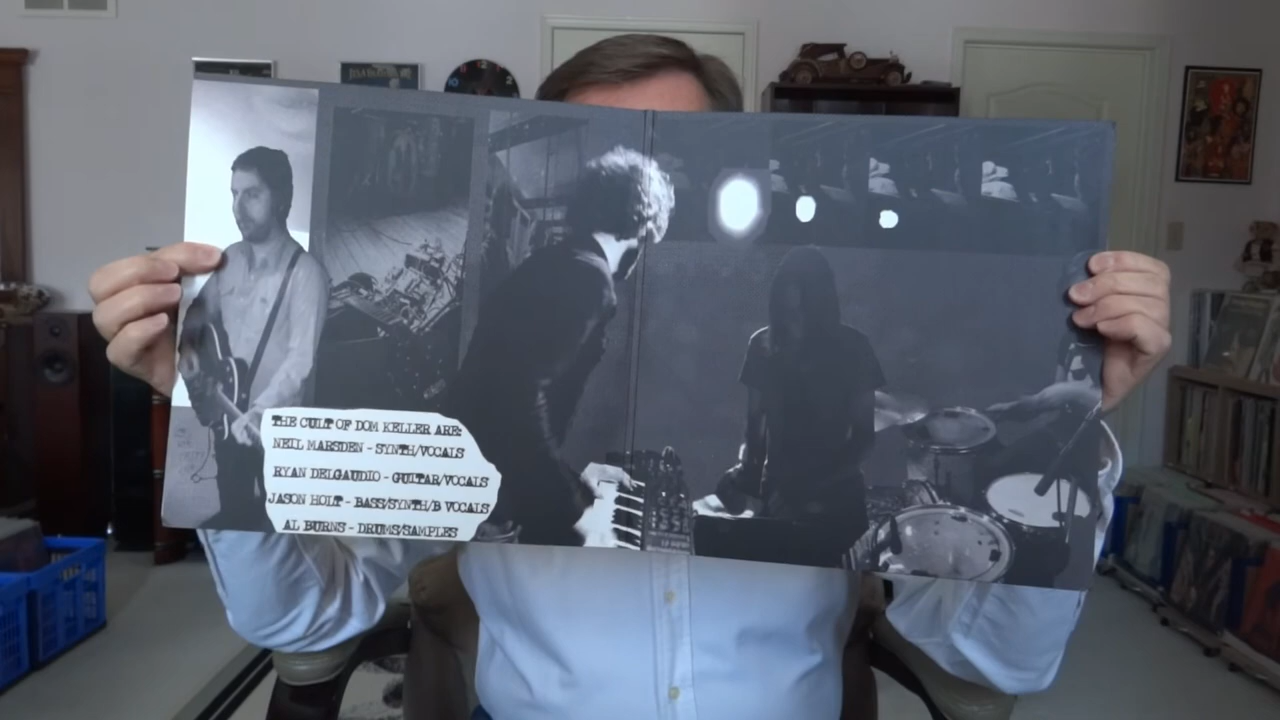 THE CULT OF DOM KELLER ARE:
NEIL MARSDEN - SYNTH/VOCALS
RYAN DELGAUDIO - GUITAR/VOCALS
JASON HOLT - BASS/SYNTH/B VOCALS
AL BURNS - DRUMS/SAMPLES